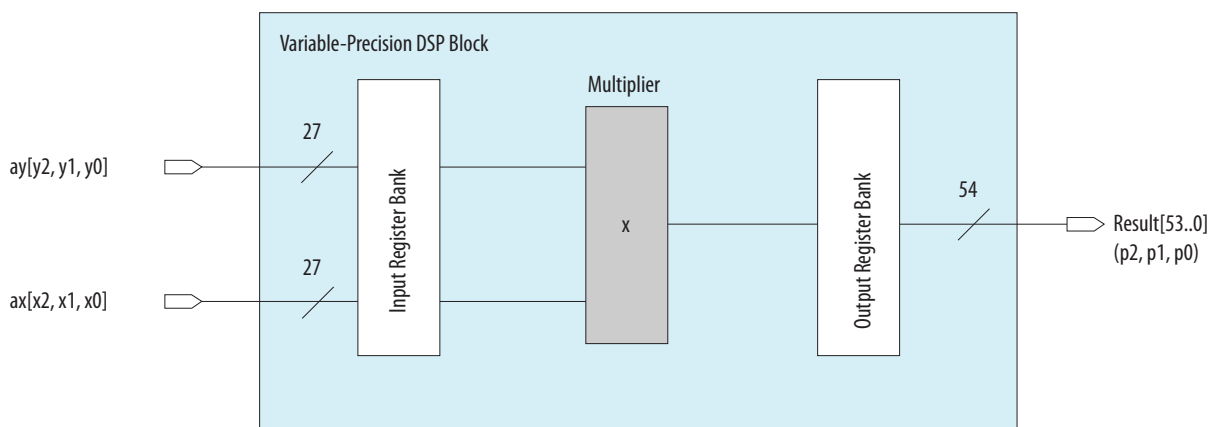 Variable-Precision DSP Block
Multiplier
27
ay[y2, y1, y0]
Input Register Bank
x
Output Register Bank
54
Result[53..0]
(p2, p1, p0)
27
ax[x2, x1, x0]